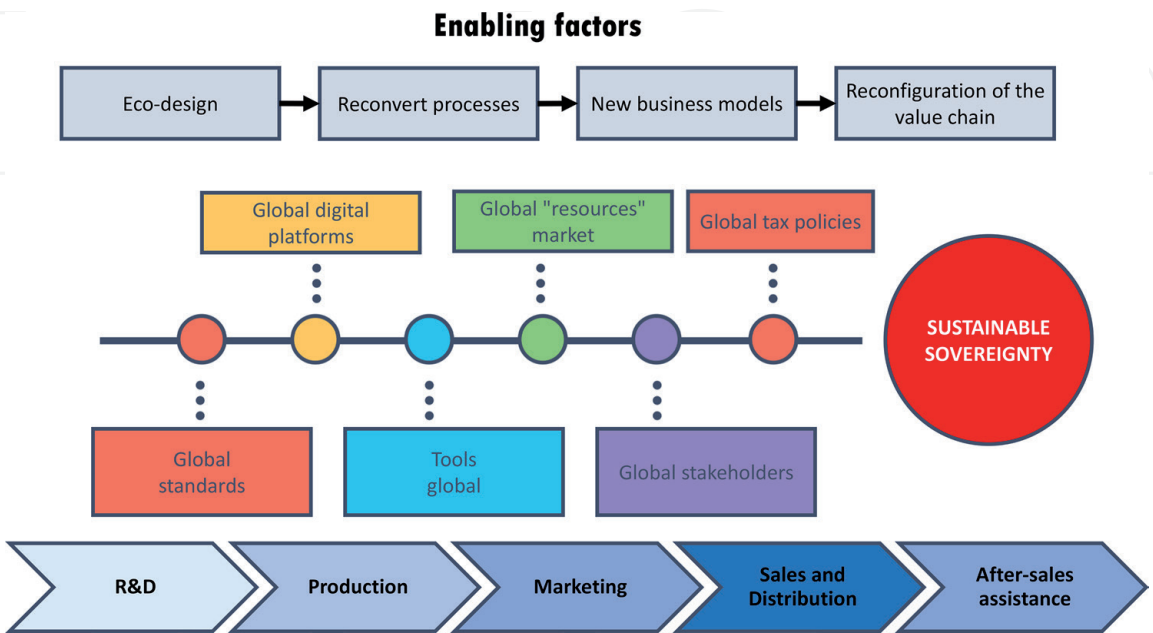 Enabling factors
Eco-design
Reconvert processes
New business models
Reconfiguration of the
value chain
Global digital
platforms
Global "resources"
market
Global tax policies
SUSTAINABLE
SOVEREIGNTY
Global
standards
Tools
global
Global stakeholders
R&D
Production
Marketing
Sales and
Distribution
After-sales
assistance